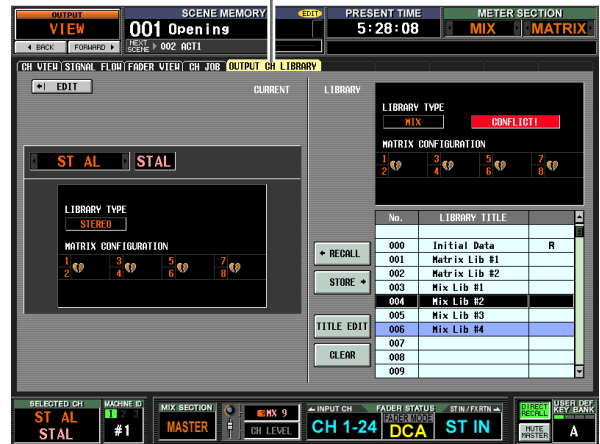 OUTPUT
VIEW
BACK
FORWARD
SCENE MEMORY
EDIT
001 Opening
NEXT SCENE
002 ACT1
PRESENT TIME
5:28:08
METER SECTION
MIX
MATRIX
CH VIEW
SIGNAL FLOW
FADER VIEW
CH JOB
OUTPUT CH LIBRARY
EDIT
CURRENT
LIBRARY
LIBRARY TYPE
MIX
CONFLICT!
MATRIX CONFIGURATION
1 2
3 4
5 6
7 8
ST AL
STAL
LIBRARY TYPE
STEREO
MATRIX CONFIGURATION
1 2
3 4
5 6
7 8
RECALL
STORE
TITLE EDIT
CLEAR
No. LIBRARY TITLE
000 Initial Data R
001 Matrix Lib #1
002 Matrix Lib #2
003 Mix Lib #1
004 Mix Lib #2
005 Mix Lib #3
006 Mix Lib #4
007
008
009
SELECTED CH
ST AL
STAL
MACHINE ID
1 2 3
#1
MIX SECTION
MASTER
MX 9
CH LEVEL
INPUT CH
CH 1-24
FADER STATUS
FADER MODE
DCA
ST IN / FXRTN
ST IN
DIRECT RECALL
MUTE MASTER
USER DEF KEY BANK
A